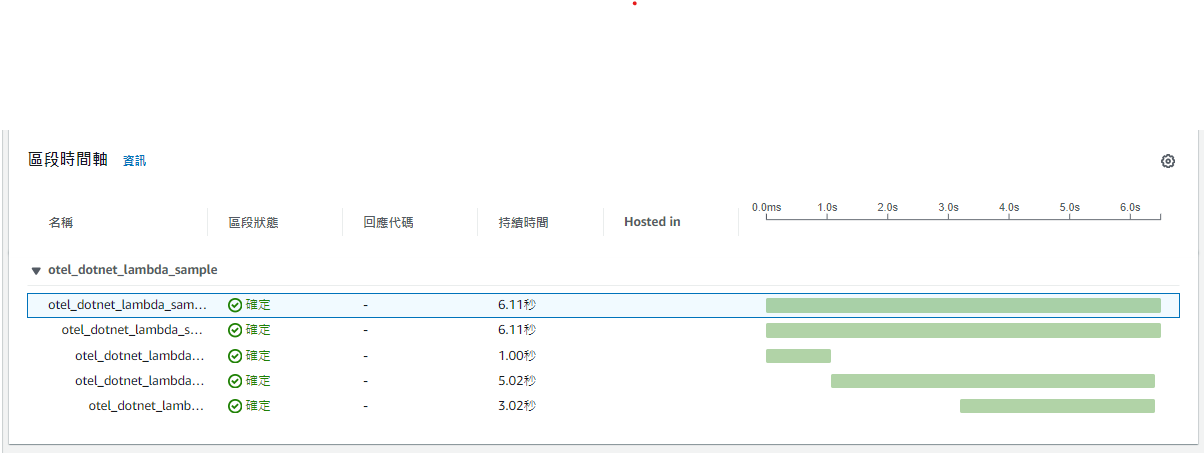 區段時間軸 資訊
名稱 區段狀態 回應代碼 持續時間 Hosted in 0.0ms 1.0s 2.0s 3.0s 4.0s 5.0s 6.0s
otel_dotnet_lambda_sample
otel_dotnet_lambda_sam... 確定 - 6.11秒
otel_dotnet_lambda_s... 確定 - 6.11秒
otel_dotnet_lambda... 確定 - 1.00秒
otel_dotnet_lambda... 確定 - 5.02秒
otel_dotnet_lamb... 確定 - 3.02秒